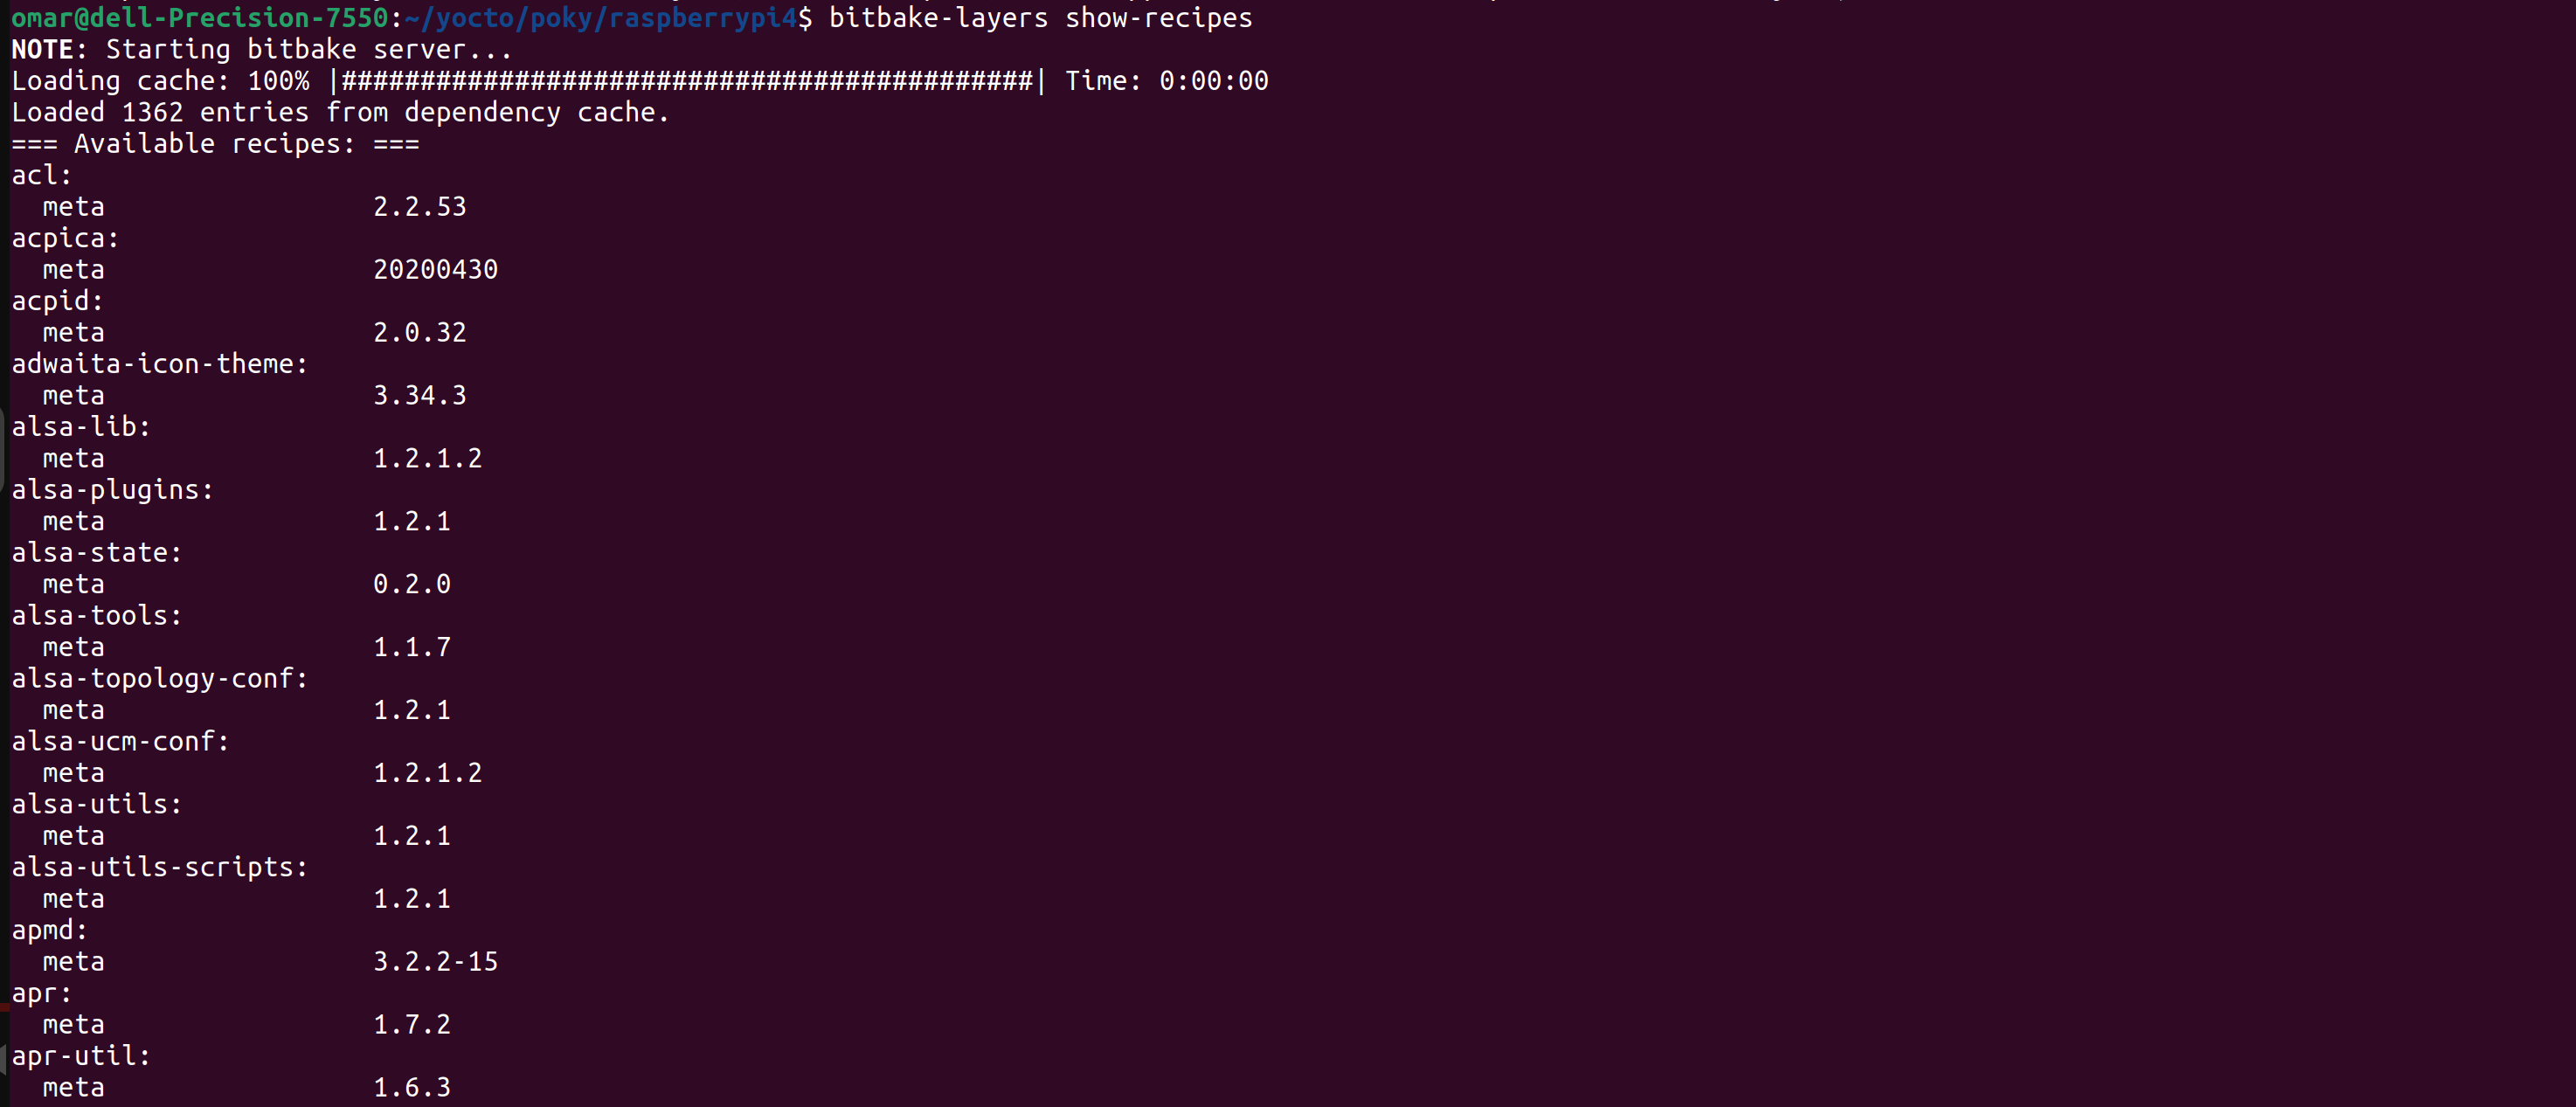 omar@dell-Precision-7550:~/yocto/poky/raspberrypi4$ bitbake-layers show-recipes
NOTE: Starting bitbake server...
Loading cache: 100% |############################################| Time: 0:00:00
Loaded 1362 entries from dependency cache.
=== Available recipes: ===
acl:
  meta                 2.2.53
acpica:
  meta                 20200430
acpid:
  meta                 2.0.32
adwaita-icon-theme:
  meta                 3.34.3
alsa-lib:
  meta                 1.2.1.2
alsa-plugins:
  meta                 1.2.1
alsa-state:
  meta                 0.2.0
alsa-tools:
  meta                 1.1.7
alsa-topology-conf:
  meta                 1.2.1
alsa-ucm-conf:
  meta                 1.2.1.2
alsa-utils:
  meta                 1.2.1
alsa-utils-scripts:
  meta                 1.2.1
apmd:
  meta                 3.2.2-15
apr:
  meta                 1.7.2
apr-util:
  meta                 1.6.3